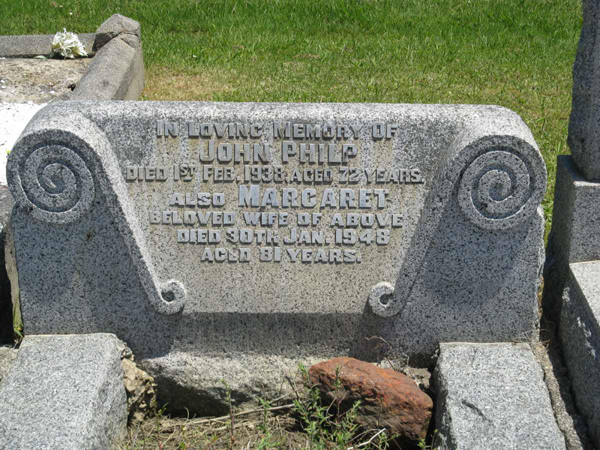 IN LOVING MEMORY OF
JOHN PHILP
DIED 1ST FEB. 1938. AGED 72 YEARS.
ALSO MARGARET
BELOVED WIFE OF ABOVE
DIED 30TH JAN. 1948
AGED 81 YEARS.